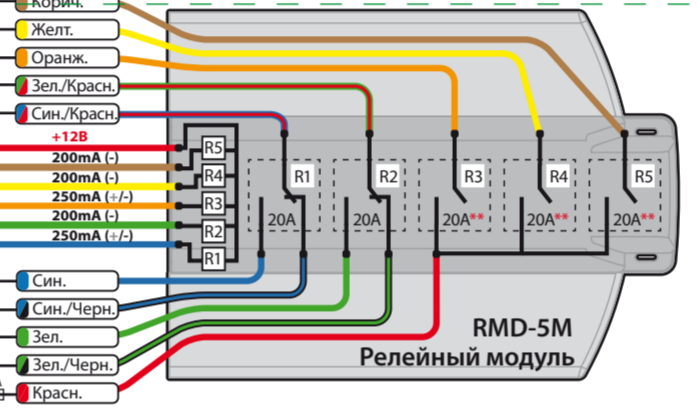 Корич.
Желт.
Оранж.
Зел./Красн.
Син./Красн.
+12В
200mA (-)
200mA (-)
250mA (+/-)
200mA (-)
250mA (+/-)
R5
R4
R3
R2
R1
R1
R2
R3
R4
R5
20A
20A
20A**
20A**
20A**
Син.
Син./Черн.
Зел.
Зел./Черн.
Красн.
RMD-5M
Релейный модуль